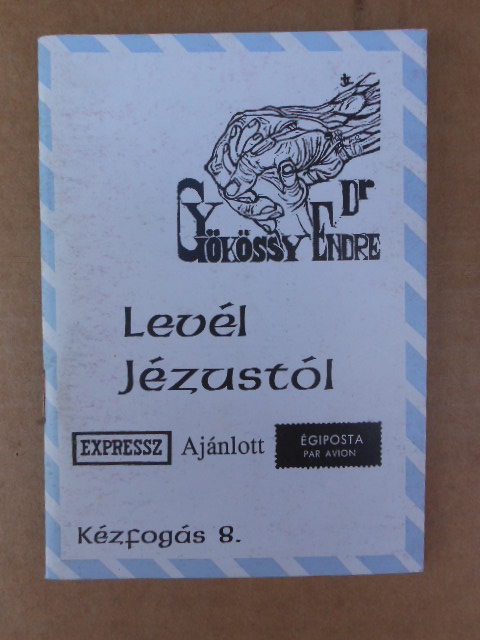 Dr
Gyökössy Endre
Levél
Jézustól
EXPRESSZ Ajánlott ÉGIPOSTA
PAR AVION
Kézfogás 8.